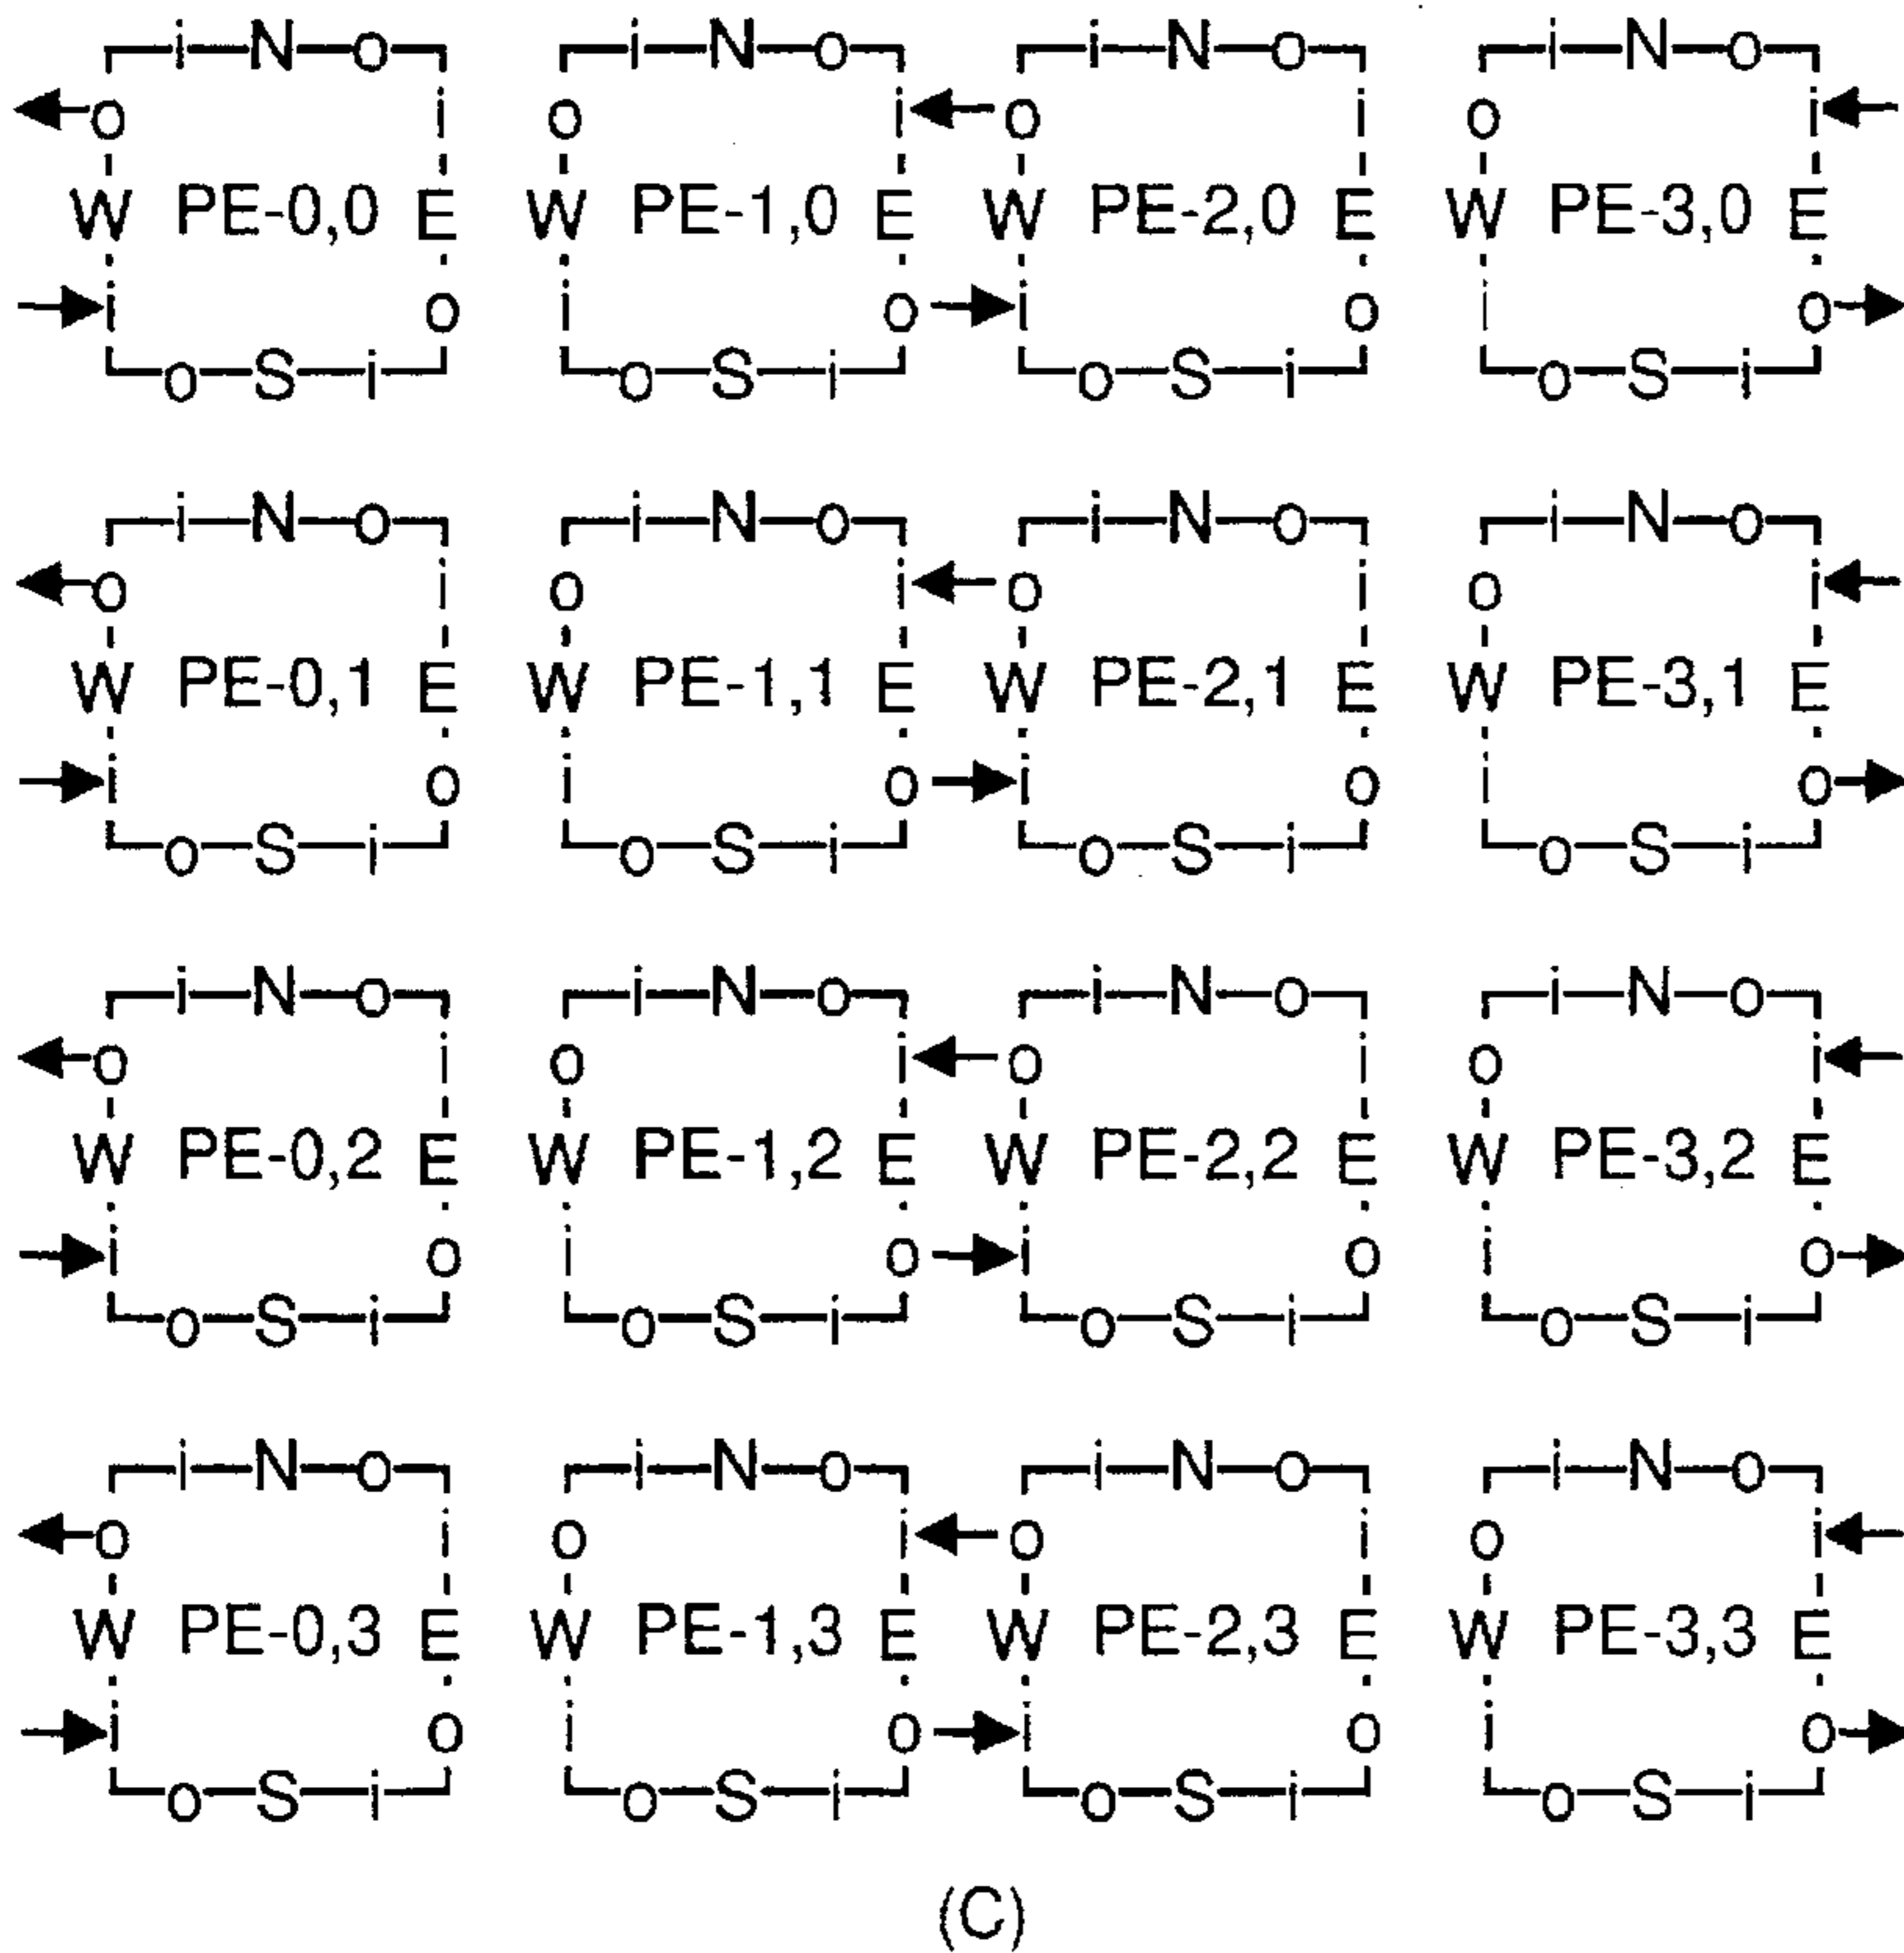 i N o i N o i N o i N o
o i o i o i o i
W PE-0,0 E W PE-1,0 E W PE-2,0 E W PE-3,0 E
i o i o i o i o
o S i o S i o S i o S i
i N o i N o i N o i N o
o i o i o i o i
W PE-0,1 E W PE-1,1 E W PE-2,1 E W PE-3,1 E
i o i o i o i o
o S i o S i o S i o S i
i N o i N o i N o i N o
o i o i o i o i
W PE-0,2 E W PE-1,2 E W PE-2,2 E W PE-3,2 E
i o i o i o i o
o S i o S i o S i o S i
i N o i N o i N o i N o
o i o i o i o i
W PE-0,3 E W PE-1,3 E W PE-2,3 E W PE-3,3 E
i o i o i o i o
o S i o S i o S i o S i
(C)